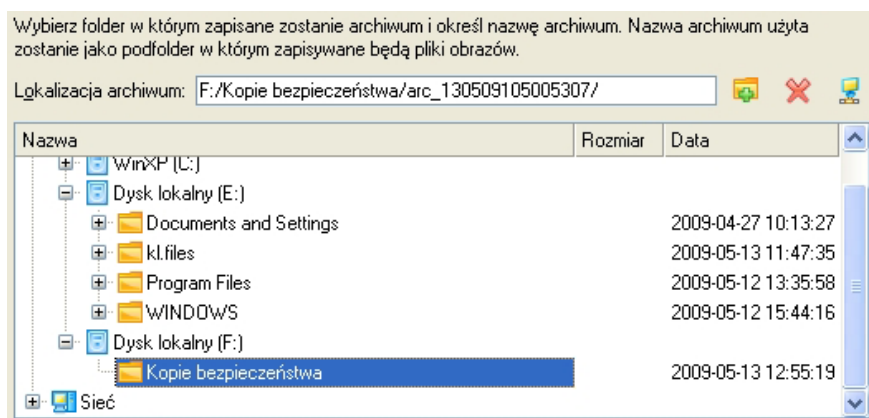 Wybierz folder w którym zapisane zostanie archiwum i określ nazwę archiwum. Nazwa archiwum użyta
zostanie jako podfolder w którym zapisywane będą pliki obrazów.
Lokalizacja archiwum: F:/Kopie bezpieczeństwa/arc_130509105005307/
Nazwa Rozmiar Data
WinXP (C:)
Dysk lokalny (E:)
Documents and Settings 2009-04-27 10:13:27
kl.files 2009-05-13 11:47:35
Program Files 2009-05-12 13:35:58
WINDOWS 2009-05-12 15:44:16
Dysk lokalny (F:)
Kopie bezpieczeństwa 2009-05-13 12:55:19
Sieć